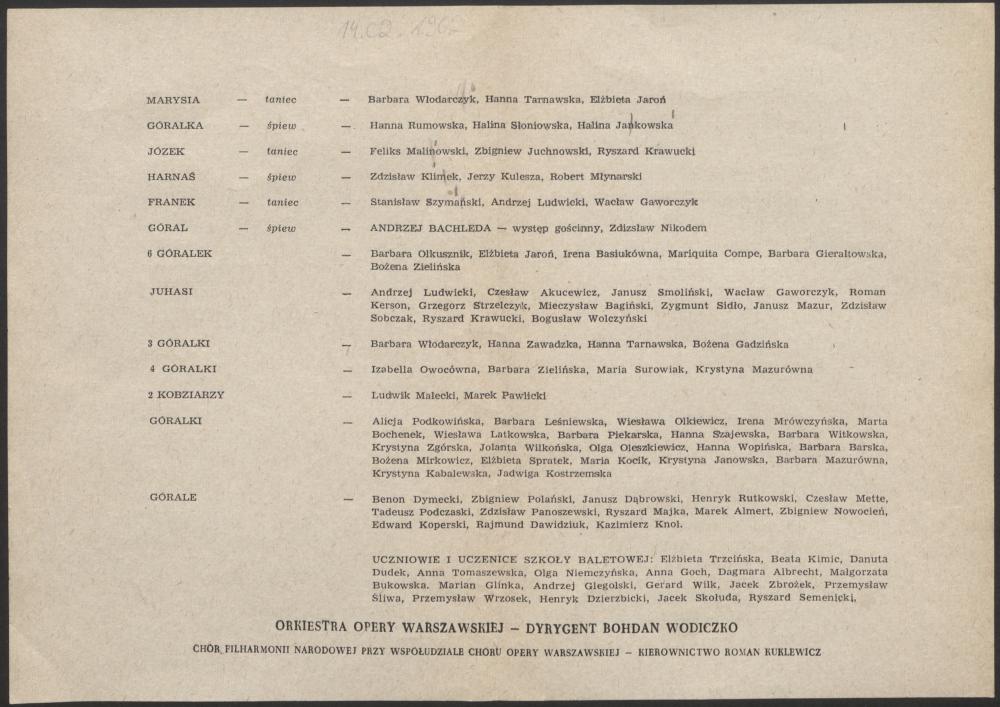 14.02.1962
MARYSIA — taniec — Barbara Włodarczyk, Hanna Tarnawska, Elżbieta Jaroń
GÓRALKA — śpiew — Hanna Rumowska, Halina Słoniowska, Halina Jankowska
JÓZEK — taniec — Feliks Malinowski, Zbigniew Juchnowski, Ryszard Krawucki
HARNAŚ — śpiew — Zdzisław Klimek, Jerzy Kulesza, Robert Młynarski
FRANEK — taniec — Stanisław Szymański, Andrzej Ludwicki, Wacław Gaworczyk
GÓRAL — śpiew — ANDRZEJ BACHLEDA — występ gościnny, Zdizsław Nikodem
6 GÓRALEK — Barbara Olkusznik, Elżbieta Jaroń, Irena Basiukówna, Mariquita Compe, Barbara Gierałtowska,
Bożena Zielińska
JUHASI — Andrzej Ludwicki, Czesław Akucewicz, Janusz Smoliński, Wacław Gaworczyk, Roman
Kerson, Grzegorz Strzelczyk, Mieczysław Bagiński, Zygmunt Sidło, Janusz Mazur, Zdzisław
Sobczak, Ryszard Krawucki, Bogusław Wolczyński
3 GÓRALKI — Barbara Włodarczyk, Hanna Zawadzka, Hanna Tarnawska, Bożena Gadzińska
4 GÓRALKI — Izabella Owocówna, Barbara Zielińska, Maria Surowiak, Krystyna Mazurówna
2 KOBZIARZY — Ludwik Małecki, Marek Pawlicki
GÓRALKI — Alicja Podkowińska, Barbara Leśniewska, Wiesława Olkiewicz, Irena Mrówczyńska, Marta
Bochenek, Wiesława Latkowska, Barbara Piekarska, Hanna Szajewska, Barbara Witkowska,
Krystyna Zgórska, Jolanta Wilkońska, Olga Oleszkiewicz, Hanna Wopińska, Barbara Barska,
Bożena Mirkowicz, Elżbieta Spratek, Maria Kocik, Krystyna Janowska, Barbara Mazurówna,
Krystyna Kabalewska, Jadwiga Kostrzemska
GÓRALE — Benon Dymecki, Zbigniew Polański, Janusz Dąbrowski, Henryk Rutkowski, Czesław Mette,
Tadeusz Podczaski, Zdzisław Panoszewski, Ryszard Majka, Marek Almert, Zbigniew Nowocień,
Edward Koperski, Rajmund Dawidziuk, Kazimierz Knol.
UCZNIOWIE I UCZENICE SZKOŁY BALETOWEJ: Elżbieta Trzcińska, Beata Kimic, Danuta
Dudek, Anna Tomaszewska, Olga Niemczyńska, Anna Goch, Dagmara Albrecht, Małgorzata
Bukowska, Marian Glinka, Andrzej Glegolski, Gerard Wilk, Jacek Zbrożek, Przemysław
Śliwa, Przemysław Wrzosek, Henryk Dzierzbicki, Jacek Skołuda, Ryszard Semenicki,
ORKIESTRA OPERY WARSZAWSKIEJ — DYRYGENT BOHDAN WODICZKO
CHÓR FILHARMONII NARODOWEJ PRZY WSPÓŁUDZIALE CHÓRU OPERY WARSZAWSKIEJ — KIEROWNICTWO ROMAN KUKLEWICZ